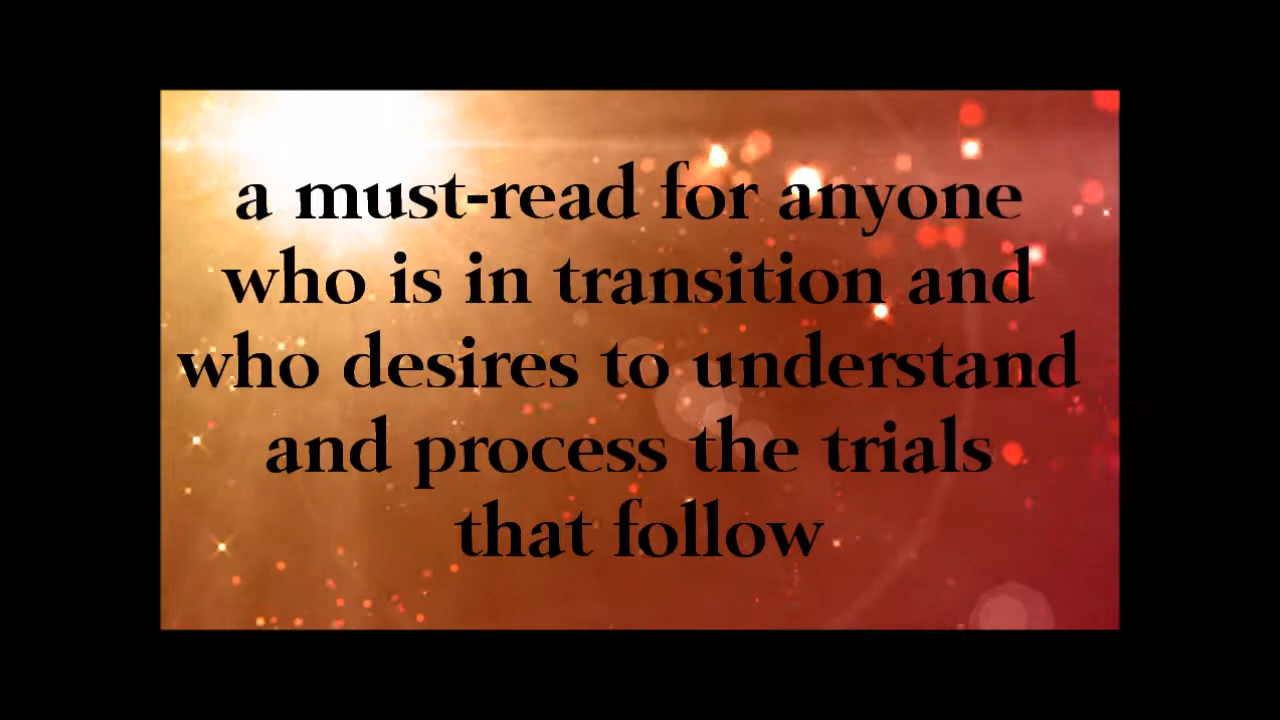 a must-read for anyone
who is in transition and
who desires to understand
and process the trials
that follow